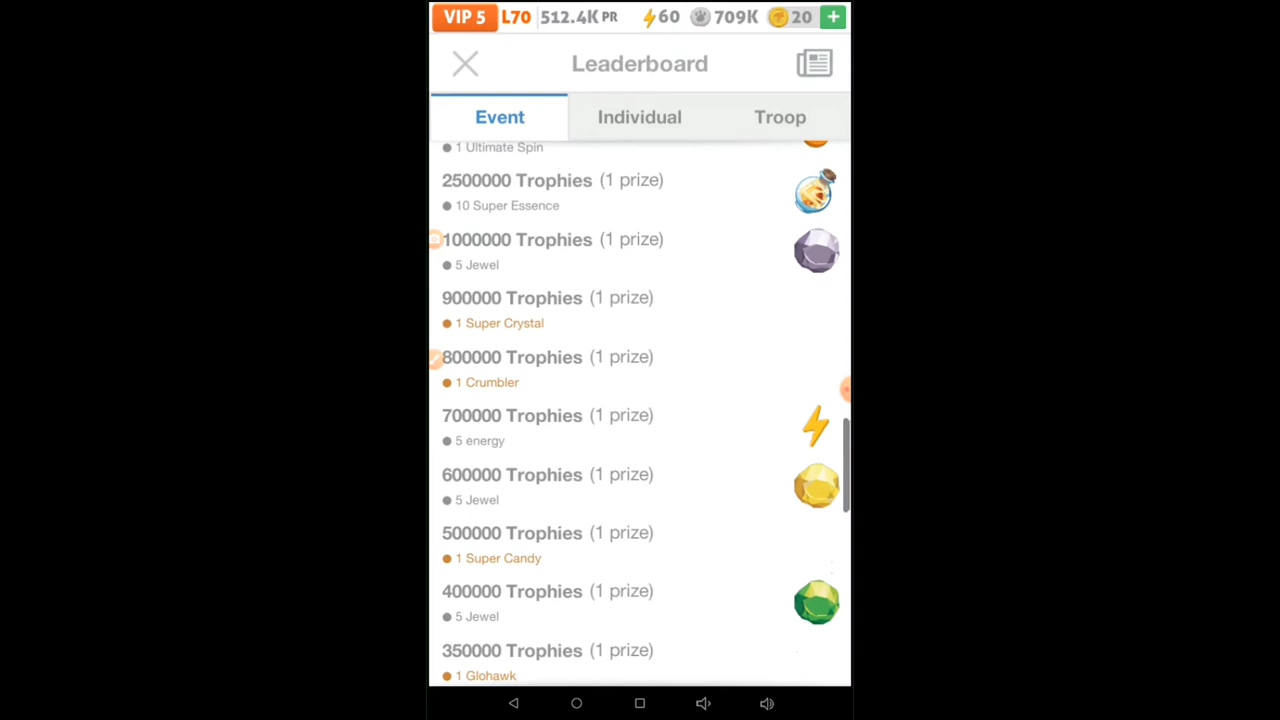 VIP 5 L70 512.4K PR 60 709K 20 +
Leaderboard
Event Individual Troop
1 Ultimate Spin
2500000 Trophies (1 prize)
10 Super Essence
1000000 Trophies (1 prize)
5 Jewel
900000 Trophies (1 prize)
1 Super Crystal
800000 Trophies (1 prize)
1 Crumbler
700000 Trophies (1 prize)
5 energy
600000 Trophies (1 prize)
5 Jewel
500000 Trophies (1 prize)
1 Super Candy
400000 Trophies (1 prize)
5 Jewel
350000 Trophies (1 prize)
1 Glohawk